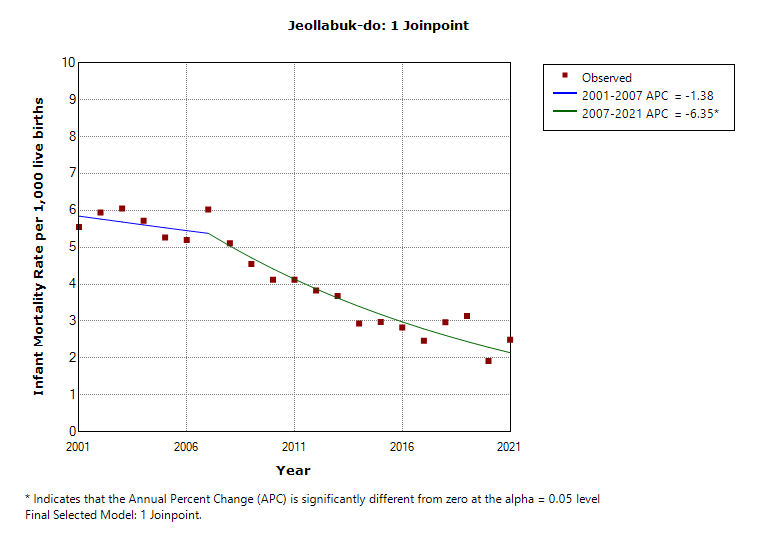 Jeollabuk-do: 1 Joinpoint
Observed
2001-2007 APC = -1.38
2007-2021 APC = -6.35*
Infant Mortality Rate per 1,000 live births
10
9
8
7
6
5
4
3
2
1
0
2001 2006 2011 2016 2021
Year
* Indicates that the Annual Percent Change (APC) is significantly different from zero at the alpha = 0.05 level
Final Selected Model: 1 Joinpoint.